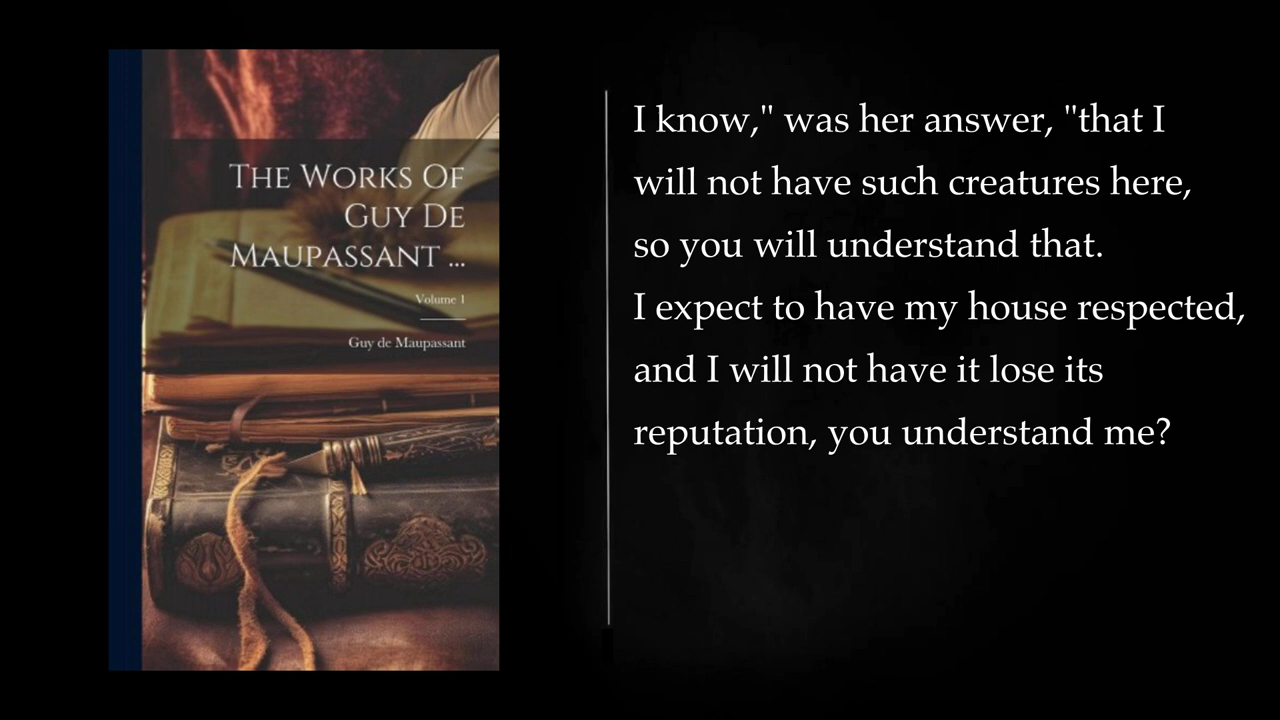 The Works Of
Guy De
Maupassant ...
Volume 1
Guy de Maupassant
I know," was her answer, "that I
will not have such creatures here,
so you will understand that.
I expect to have my house respected,
and I will not have it lose its
reputation, you understand me?